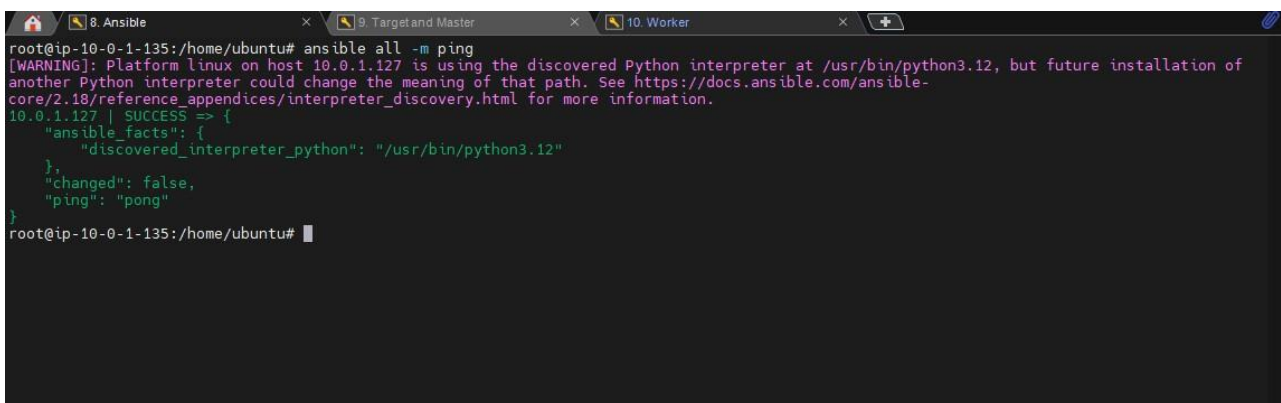 8. Ansible
9. Target and Master
10. Worker
root@ip-10-0-1-135:/home/ubuntu# ansible all -m ping
[WARNING]: Platform linux on host 10.0.1.127 is using the discovered Python interpreter at /usr/bin/python3.12, but future installation of
another Python interpreter could change the meaning of that path. See https://docs.ansible.com/ansible-
core/2.18/reference_appendices/interpreter_discovery.html for more information.
10.0.1.127 | SUCCESS => {
    "ansible_facts": {
        "discovered_interpreter_python": "/usr/bin/python3.12"
    },
    "changed": false,
    "ping": "pong"
}
root@ip-10-0-1-135:/home/ubuntu#